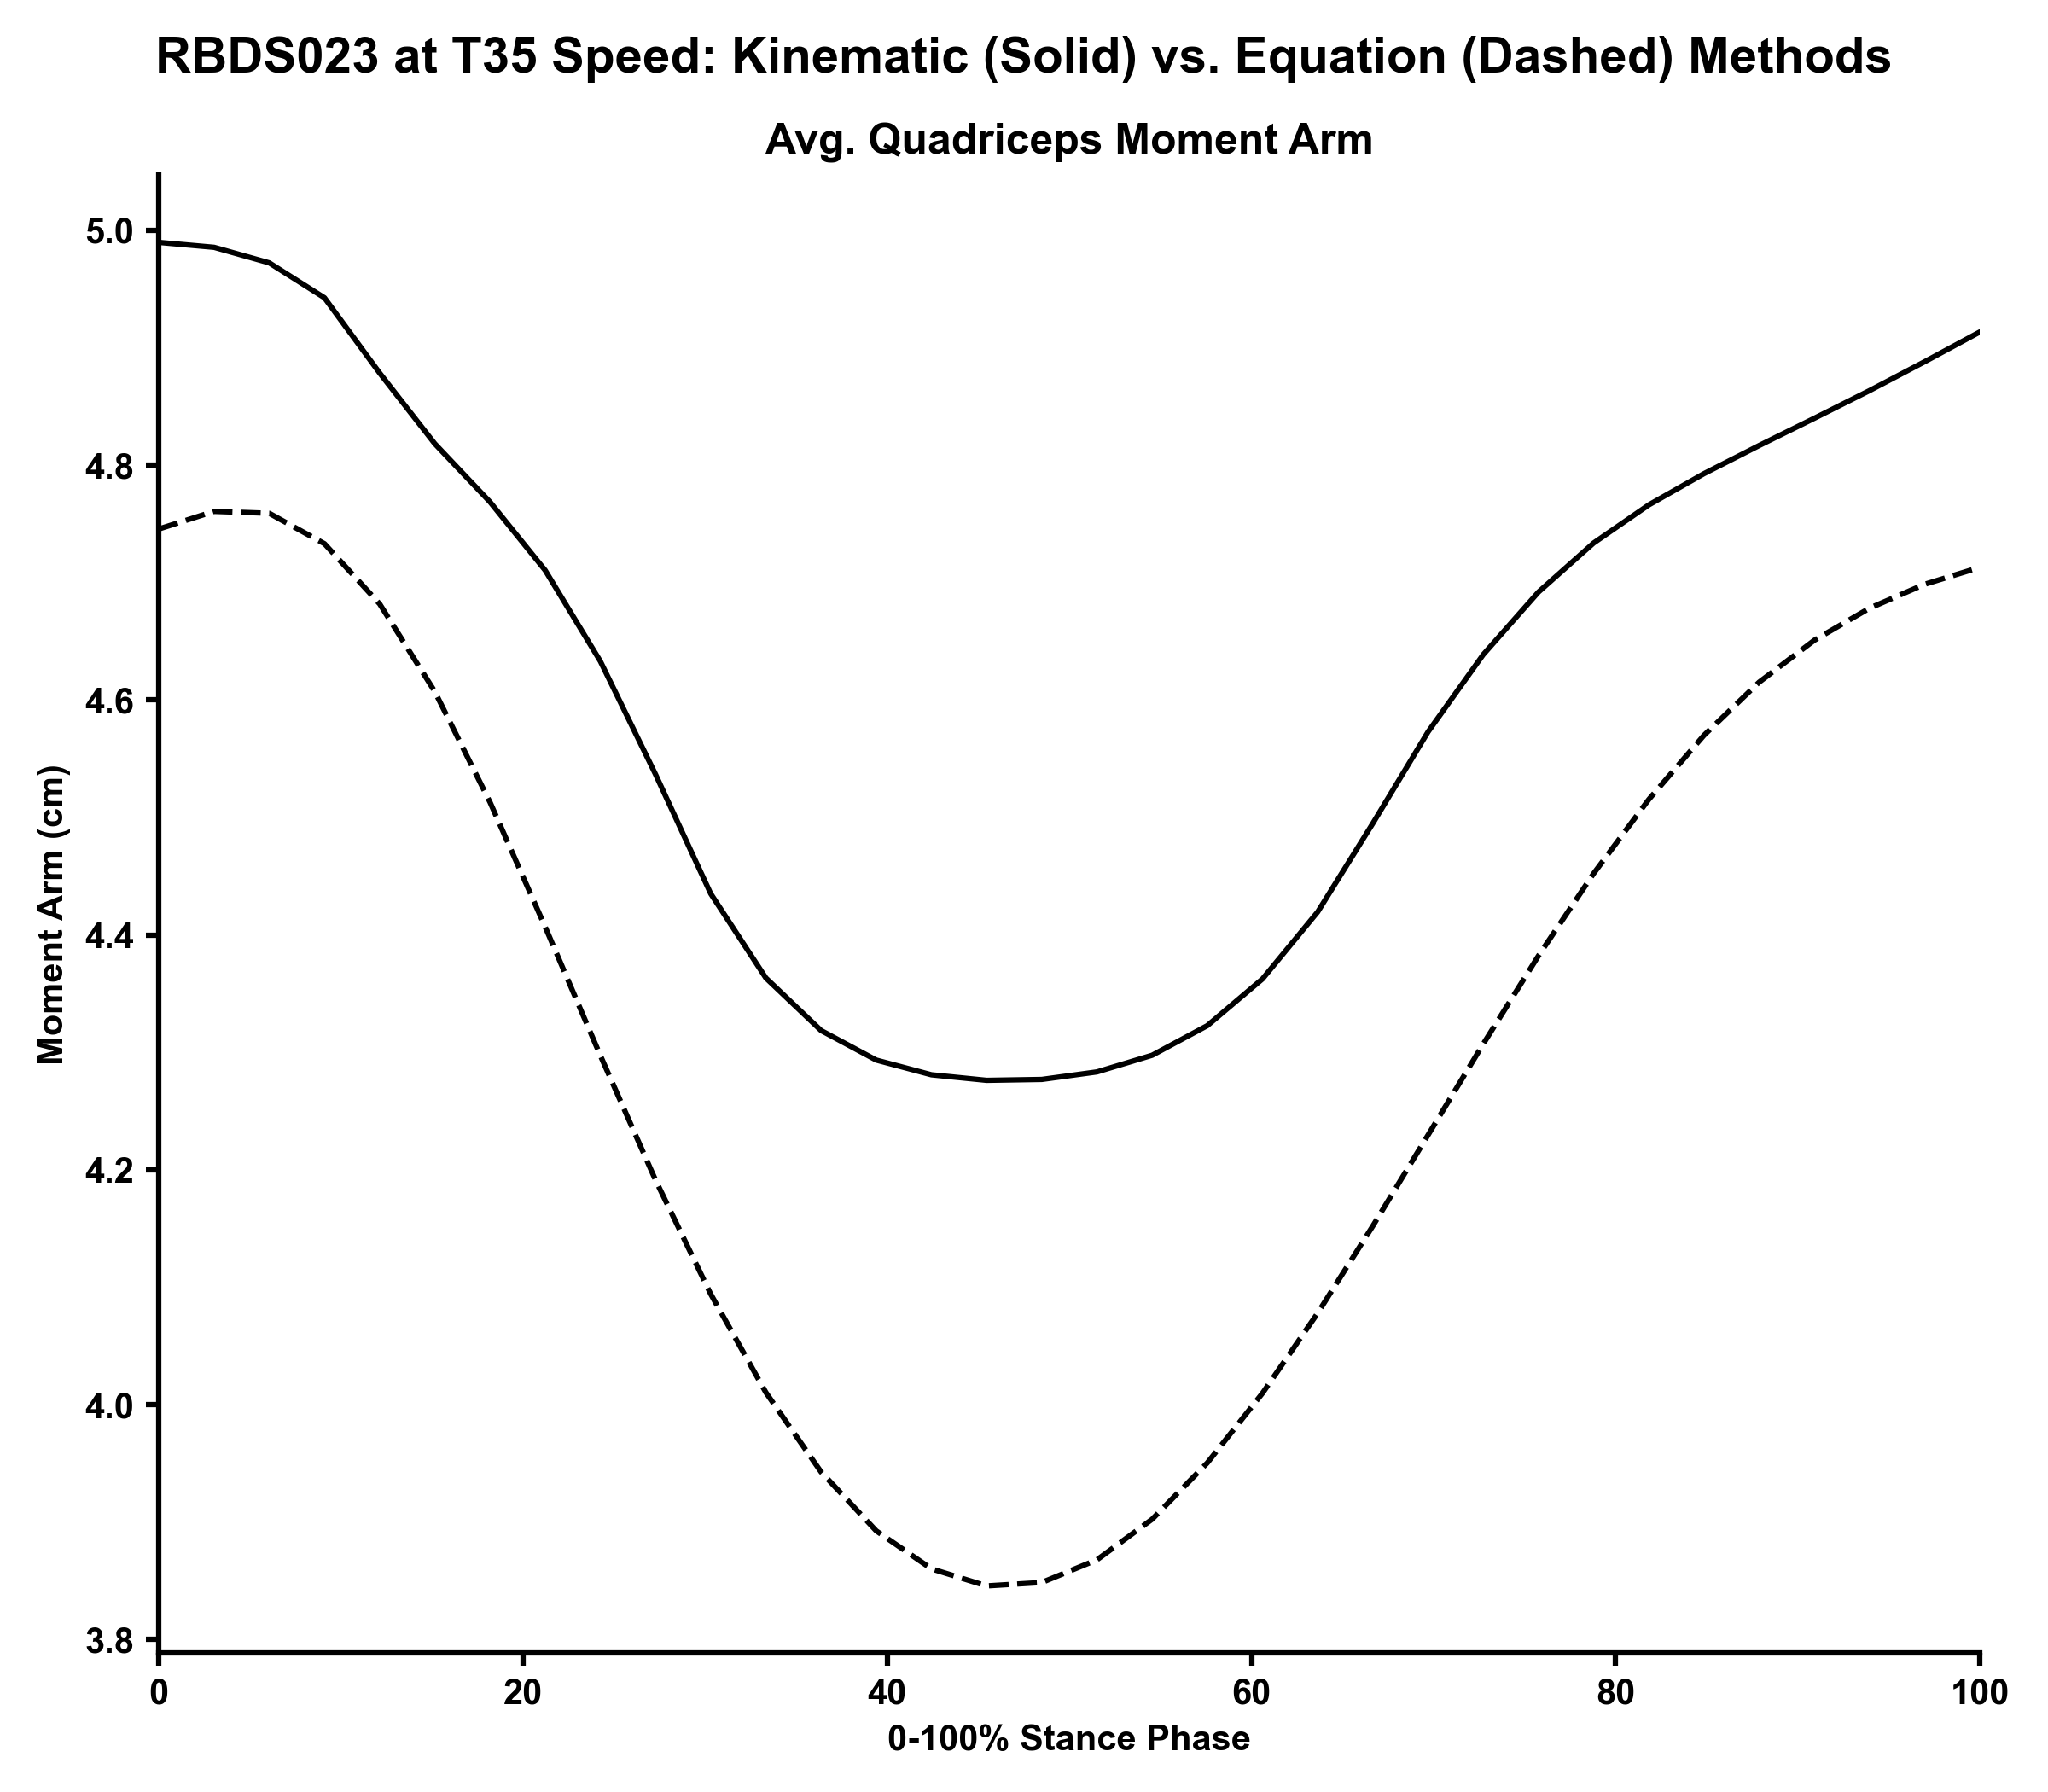 RBDS023 at T35 Speed: Kinematic (Solid) vs. Equation (Dashed) Methods
Avg. Quadriceps Moment Arm
5.0
4.8
4.6
4.4
4.2
4.0
3.8
Moment Arm (cm)
0 20 40 60 80 100
0-100% Stance Phase